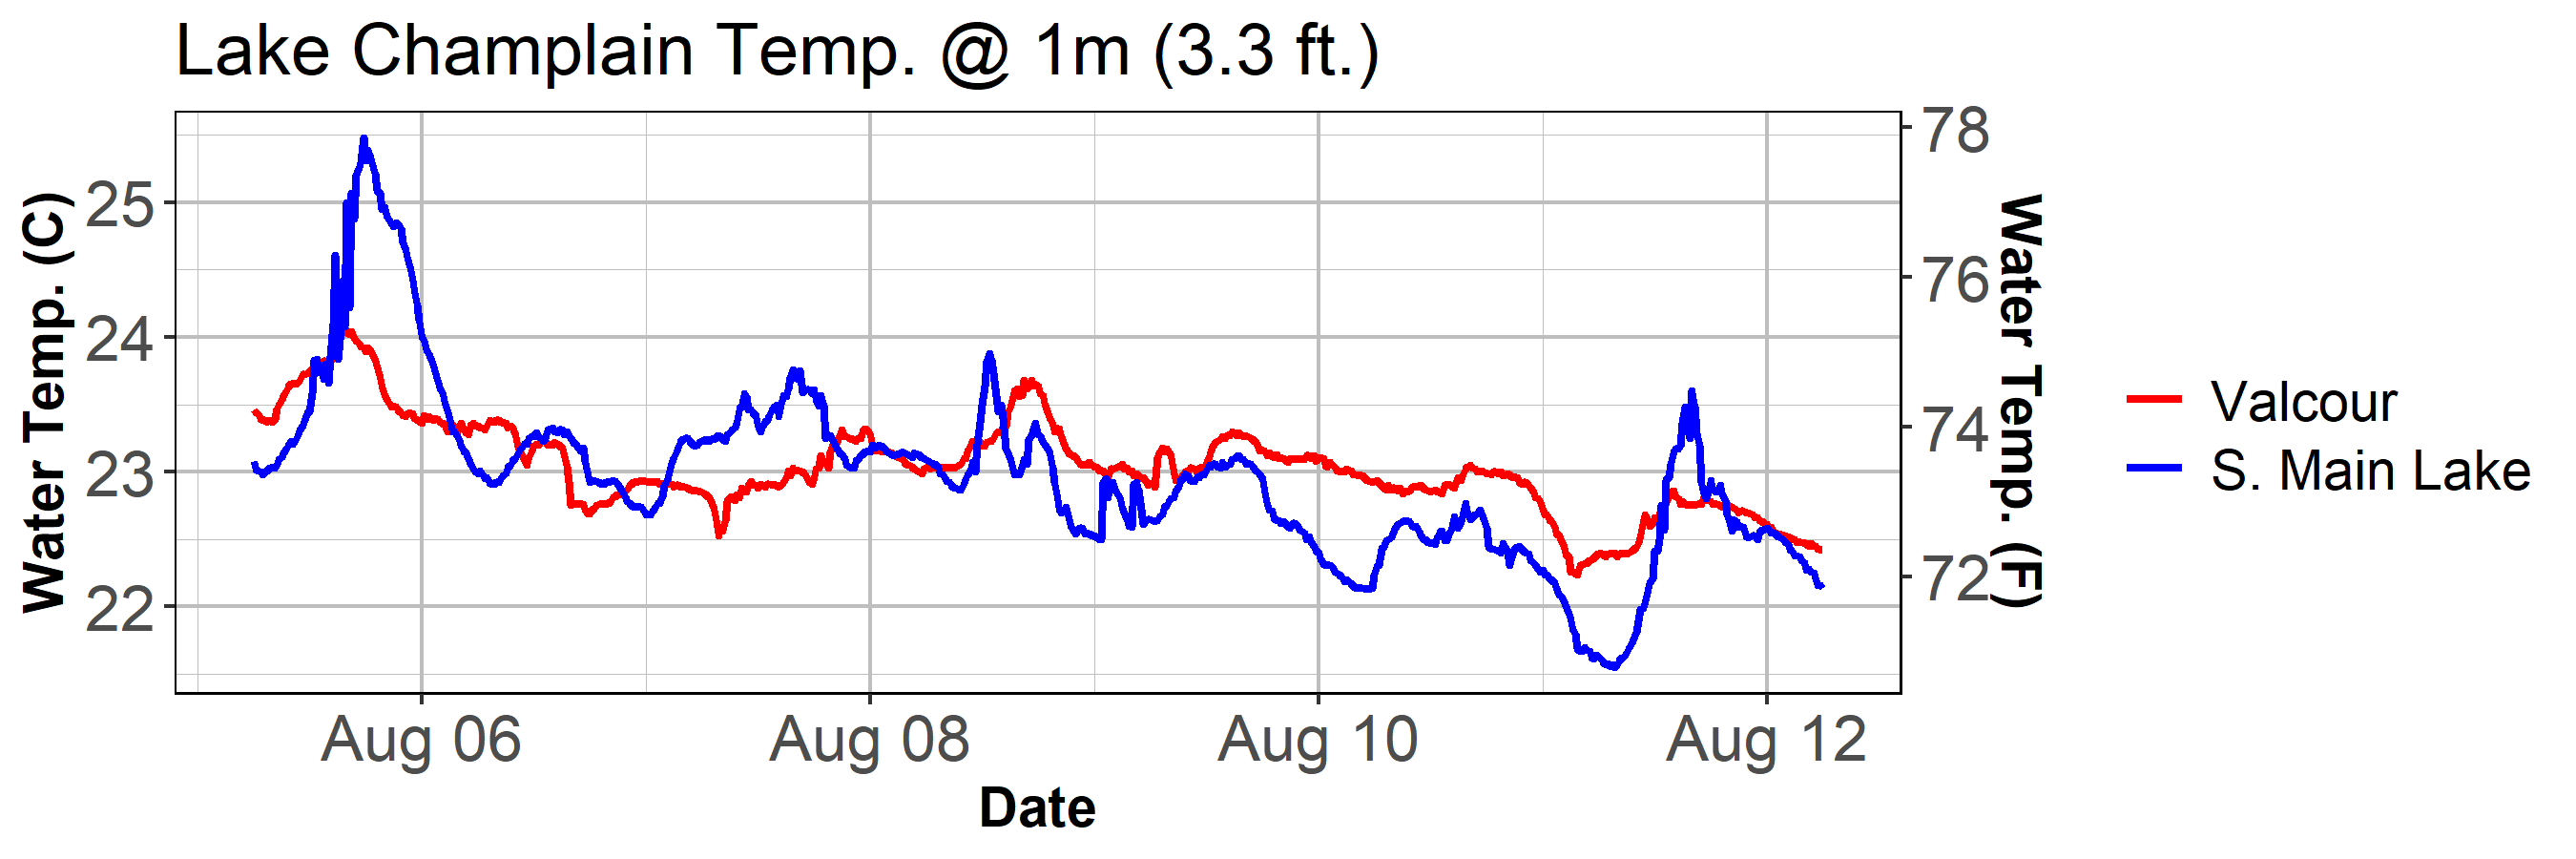 Lake Champlain Temp. @ 1m (3.3 ft.)
Water Temp. (C)
25
24
23
22
78
76
74
72
Water Temp. (F)
Aug 06
Aug 08
Aug 10
Aug 12
Date
Valcour
S. Main Lake